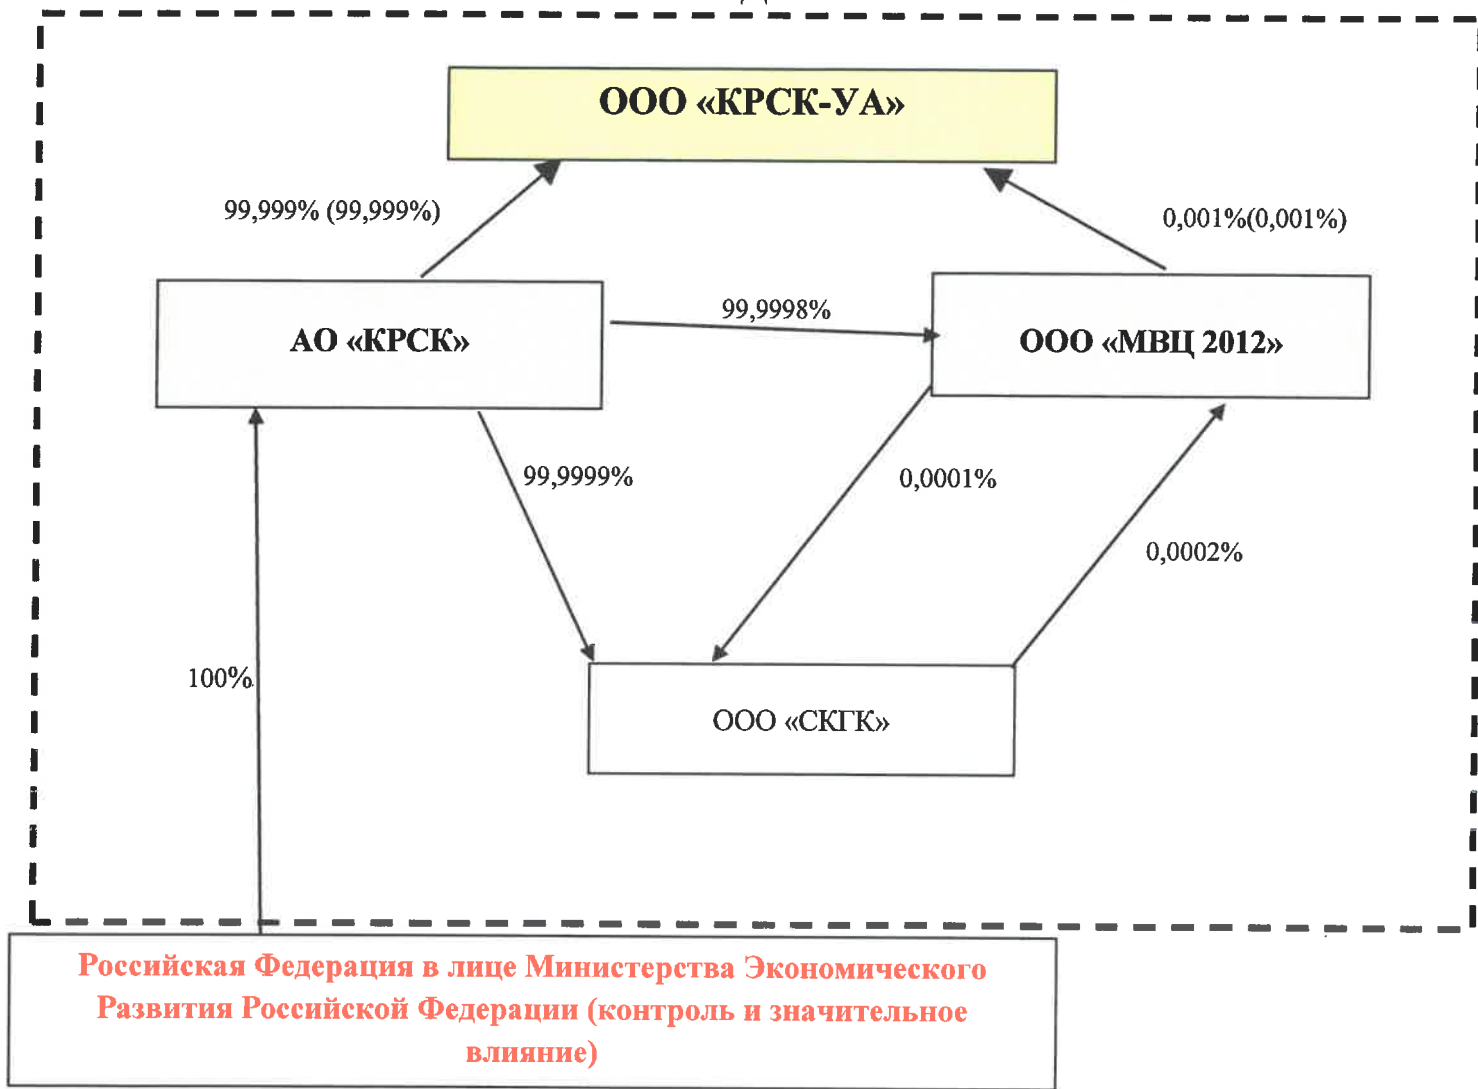 ООО «КРСК-УА»
99,999% (99,999%)
0,001%(0,001%)
АО «КРСК»
99,9998%
ООО «МВЦ 2012»
99,9999%
0,0001%
0,0002%
100%
ООО «СКГК»
Российская Федерация в лице Министерства Экономического
Развития Российской Федерации (контроль и значительное
влияние)